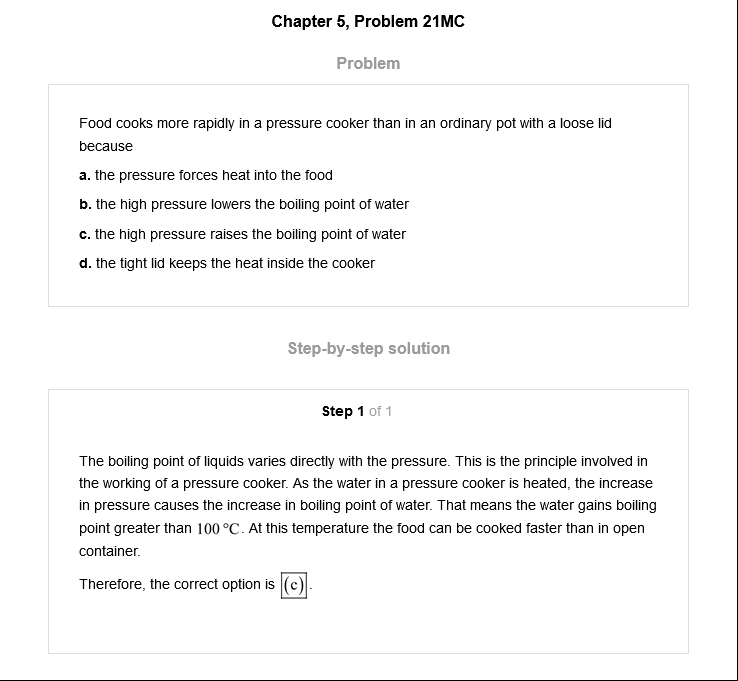 Chapter 5, Problem 21MC
Problem
Food cooks more rapidly in a pressure cooker than in an ordinary pot with a loose lid
because
a. the pressure forces heat into the food
b. the high pressure lowers the boiling point of water
c. the high pressure raises the boiling point of water
d. the tight lid keeps the heat inside the cooker
Step-by-step solution
Step 1 of 1
The boiling point of liquids varies directly with the pressure. This is the principle involved in
the working of a pressure cooker. As the water in a pressure cooker is heated, the increase
in pressure causes the increase in boiling point of water. That means the water gains boiling
point greater than 100 °C. At this temperature the food can be cooked faster than in open
container.
Therefore, the correct option is (c).